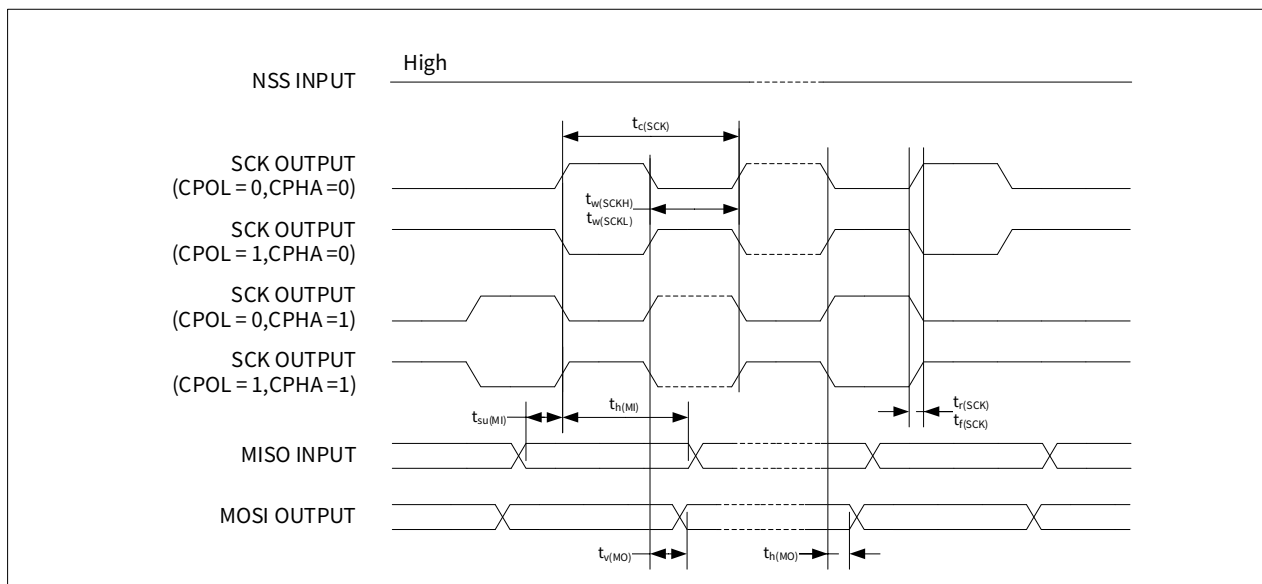 High
NSS INPUT
tc(SCK)
SCK OUTPUT
(CPOL = 0,CPHA =0)
tw(SCKH)
tw(SCKL)
SCK OUTPUT
(CPOL = 1,CPHA =0)
SCK OUTPUT
(CPOL = 0,CPHA =1)
SCK OUTPUT
(CPOL = 1,CPHA =1)
tsu(MI)
th(MI)
tr(SCK)
tf(SCK)
MISO INPUT
MOSI OUTPUT
tv(MO)
th(MO)